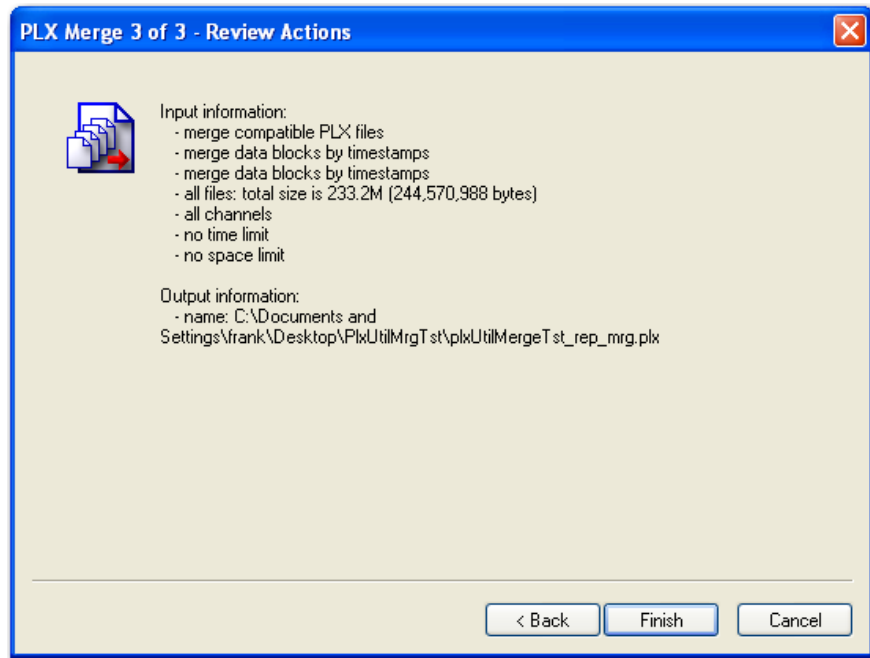 PLX Merge 3 of 3 - Review Actions
Input information:
- merge compatible PLX files
- merge data blocks by timestamps
- merge data blocks by timestamps
- all files: total size is 233.2M (244,570,988 bytes)
- all channels
- no time limit
- no space limit
Output information:
- name: C:\Documents and
Settings\frank\Desktop\PlxUtilMrgTst\plxUtilMergeTst_rep_mrg.plx
< Back
Finish
Cancel